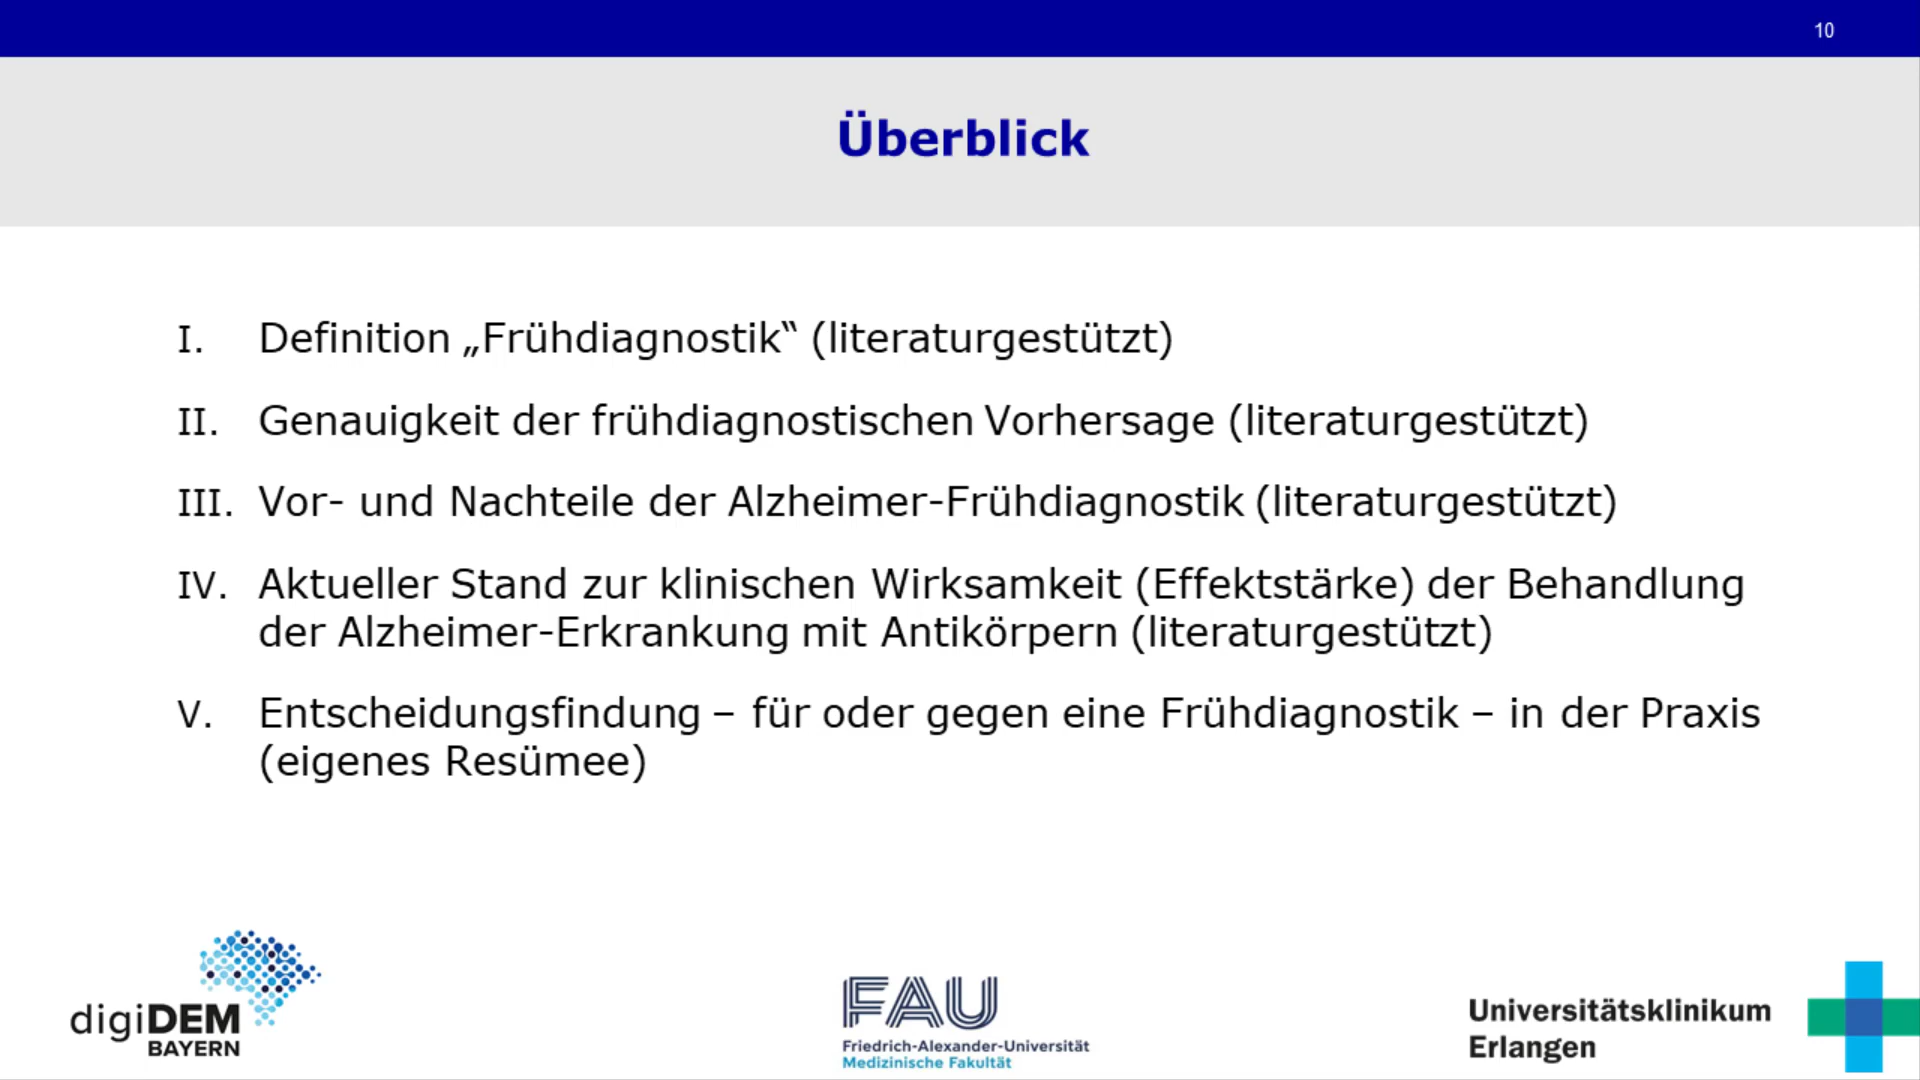 10
Überblick
I. Definition „Frühdiagnostik“ (literaturgestützt)
II. Genauigkeit der frühdiagnostischen Vorhersage (literaturgestützt)
III. Vor- und Nachteile der Alzheimer-Frühdiagnostik (literaturgestützt)
IV. Aktueller Stand zur klinischen Wirksamkeit (Effektstärke) der Behandlung
der Alzheimer-Erkrankung mit Antikörpern (literaturgestützt)
V. Entscheidungsfindung – für oder gegen eine Frühdiagnostik – in der Praxis
(eigenes Resümee)
digiDEM
BAYERN
FAU
Friedrich-Alexander-Universität
Medizinische Fakultät
Universitätsklinikum
Erlangen